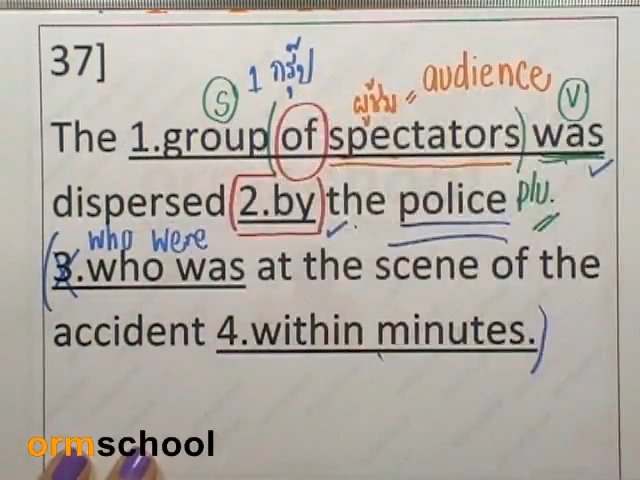 37]
1 กรุ๊ป
ผู้ชม = audience
S
V
The 1.group (of spectators) was
dispersed 2.by the police plu.
who were
(3.who was at the scene of the
accident 4.within minutes.)
ormschool